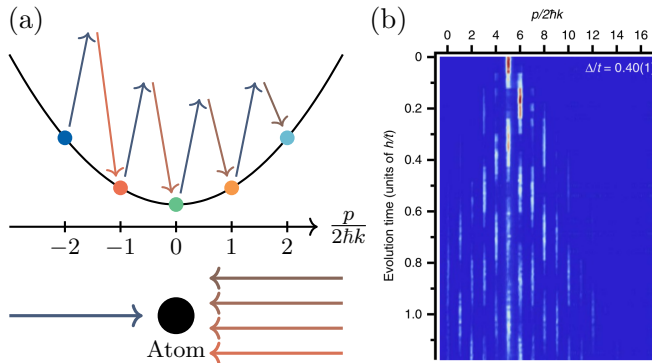 (a)
p
2ħk
−2 −1 0 1 2
Atom
(b)
p/2ħk
0 2 4 6 8 10 12 14 16
Evolution time (units of h/t)
0
0.2
0.4
0.6
0.8
1.0
Δ/t = 0.40(1)